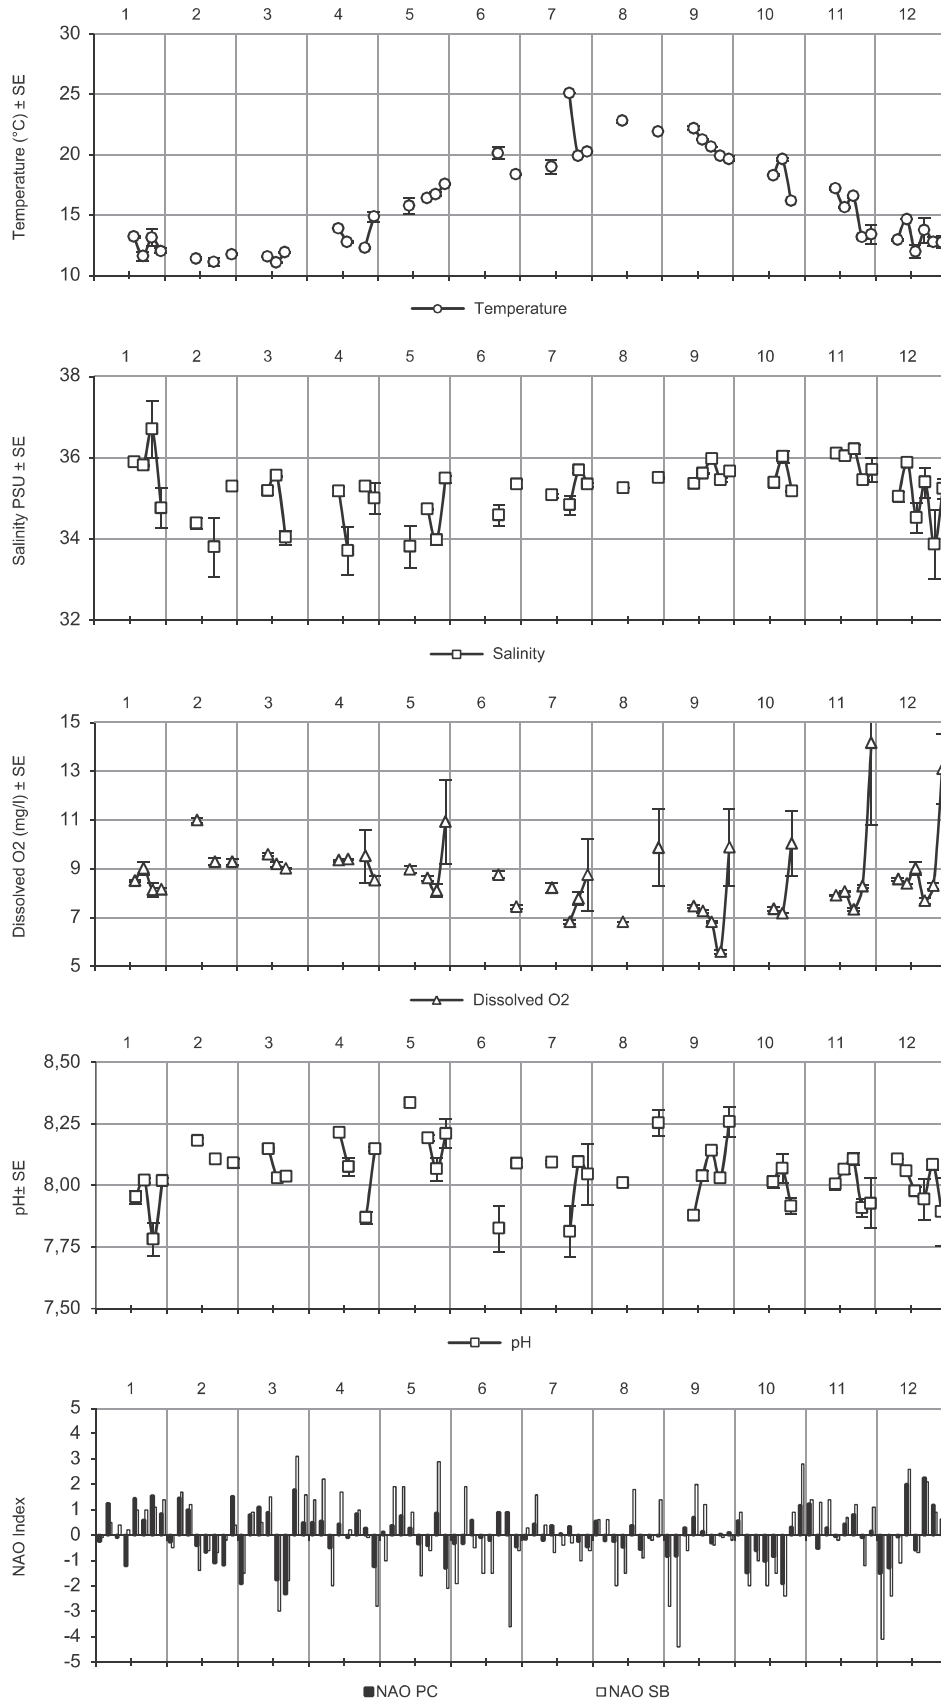 1 2 3 4 5 6 7 8 9 10 11 12
Temperature (°C) ± SE
30
25
20
15
10
Temperature
1 2 3 4 5 6 7 8 9 10 11 12
Salinity PSU ± SE
38
36
34
32
Salinity
1 2 3 4 5 6 7 8 9 10 11 12
Dissolved O2 (mg/l) ± SE
15
13
11
9
7
5
Dissolved O2
1 2 3 4 5 6 7 8 9 10 11 12
pH± SE
8,50
8,25
8,00
7,75
7,50
pH
1 2 3 4 5 6 7 8 9 10 11 12
NAO Index
5
4
3
2
1
0
-1
-2
-3
-4
-5
NAO PC NAO SB